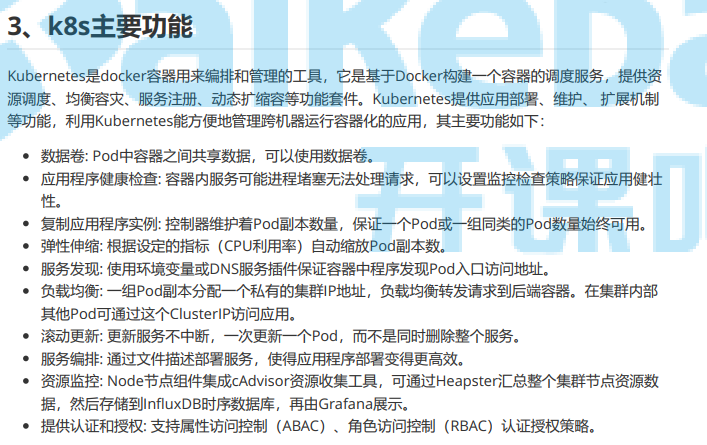 3、k8s主要功能
Kubernetes是docker容器用来编排和管理的工具，它是基于Docker构建一个容器的调度服务，提供资
源调度、均衡容灾、服务注册、动态扩缩容等功能套件。Kubernetes提供应用部署、维护、 扩展机制
等功能，利用Kubernetes能方便地管理跨机器运行容器化的应用，其主要功能如下：
• 数据卷: Pod中容器之间共享数据，可以使用数据卷。
• 应用程序健康检查: 容器内服务可能进程堵塞无法处理请求，可以设置监控检查策略保证应用健壮
性。
• 复制应用程序实例: 控制器维护着Pod副本数量，保证一个Pod或一组同类的Pod数量始终可用。
• 弹性伸缩: 根据设定的指标（CPU利用率）自动缩放Pod副本数。
• 服务发现: 使用环境变量或DNS服务插件保证容器中程序发现Pod入口访问地址。
• 负载均衡: 一组Pod副本分配一个私有的集群IP地址，负载均衡转发请求到后端容器。在集群内部
其他Pod可通过这个ClusterIP访问应用。
• 滚动更新: 更新服务不中断，一次更新一个Pod，而不是同时删除整个服务。
• 服务编排: 通过文件描述部署服务，使得应用程序部署变得更高效。
• 资源监控: Node节点组件集成cAdvisor资源收集工具，可通过Heapster汇总整个集群节点资源数
据，然后存储到InfluxDB时序数据库，再由Grafana展示。
• 提供认证和授权: 支持属性访问控制（ABAC）、角色访问控制（RBAC）认证授权策略。
开课吧